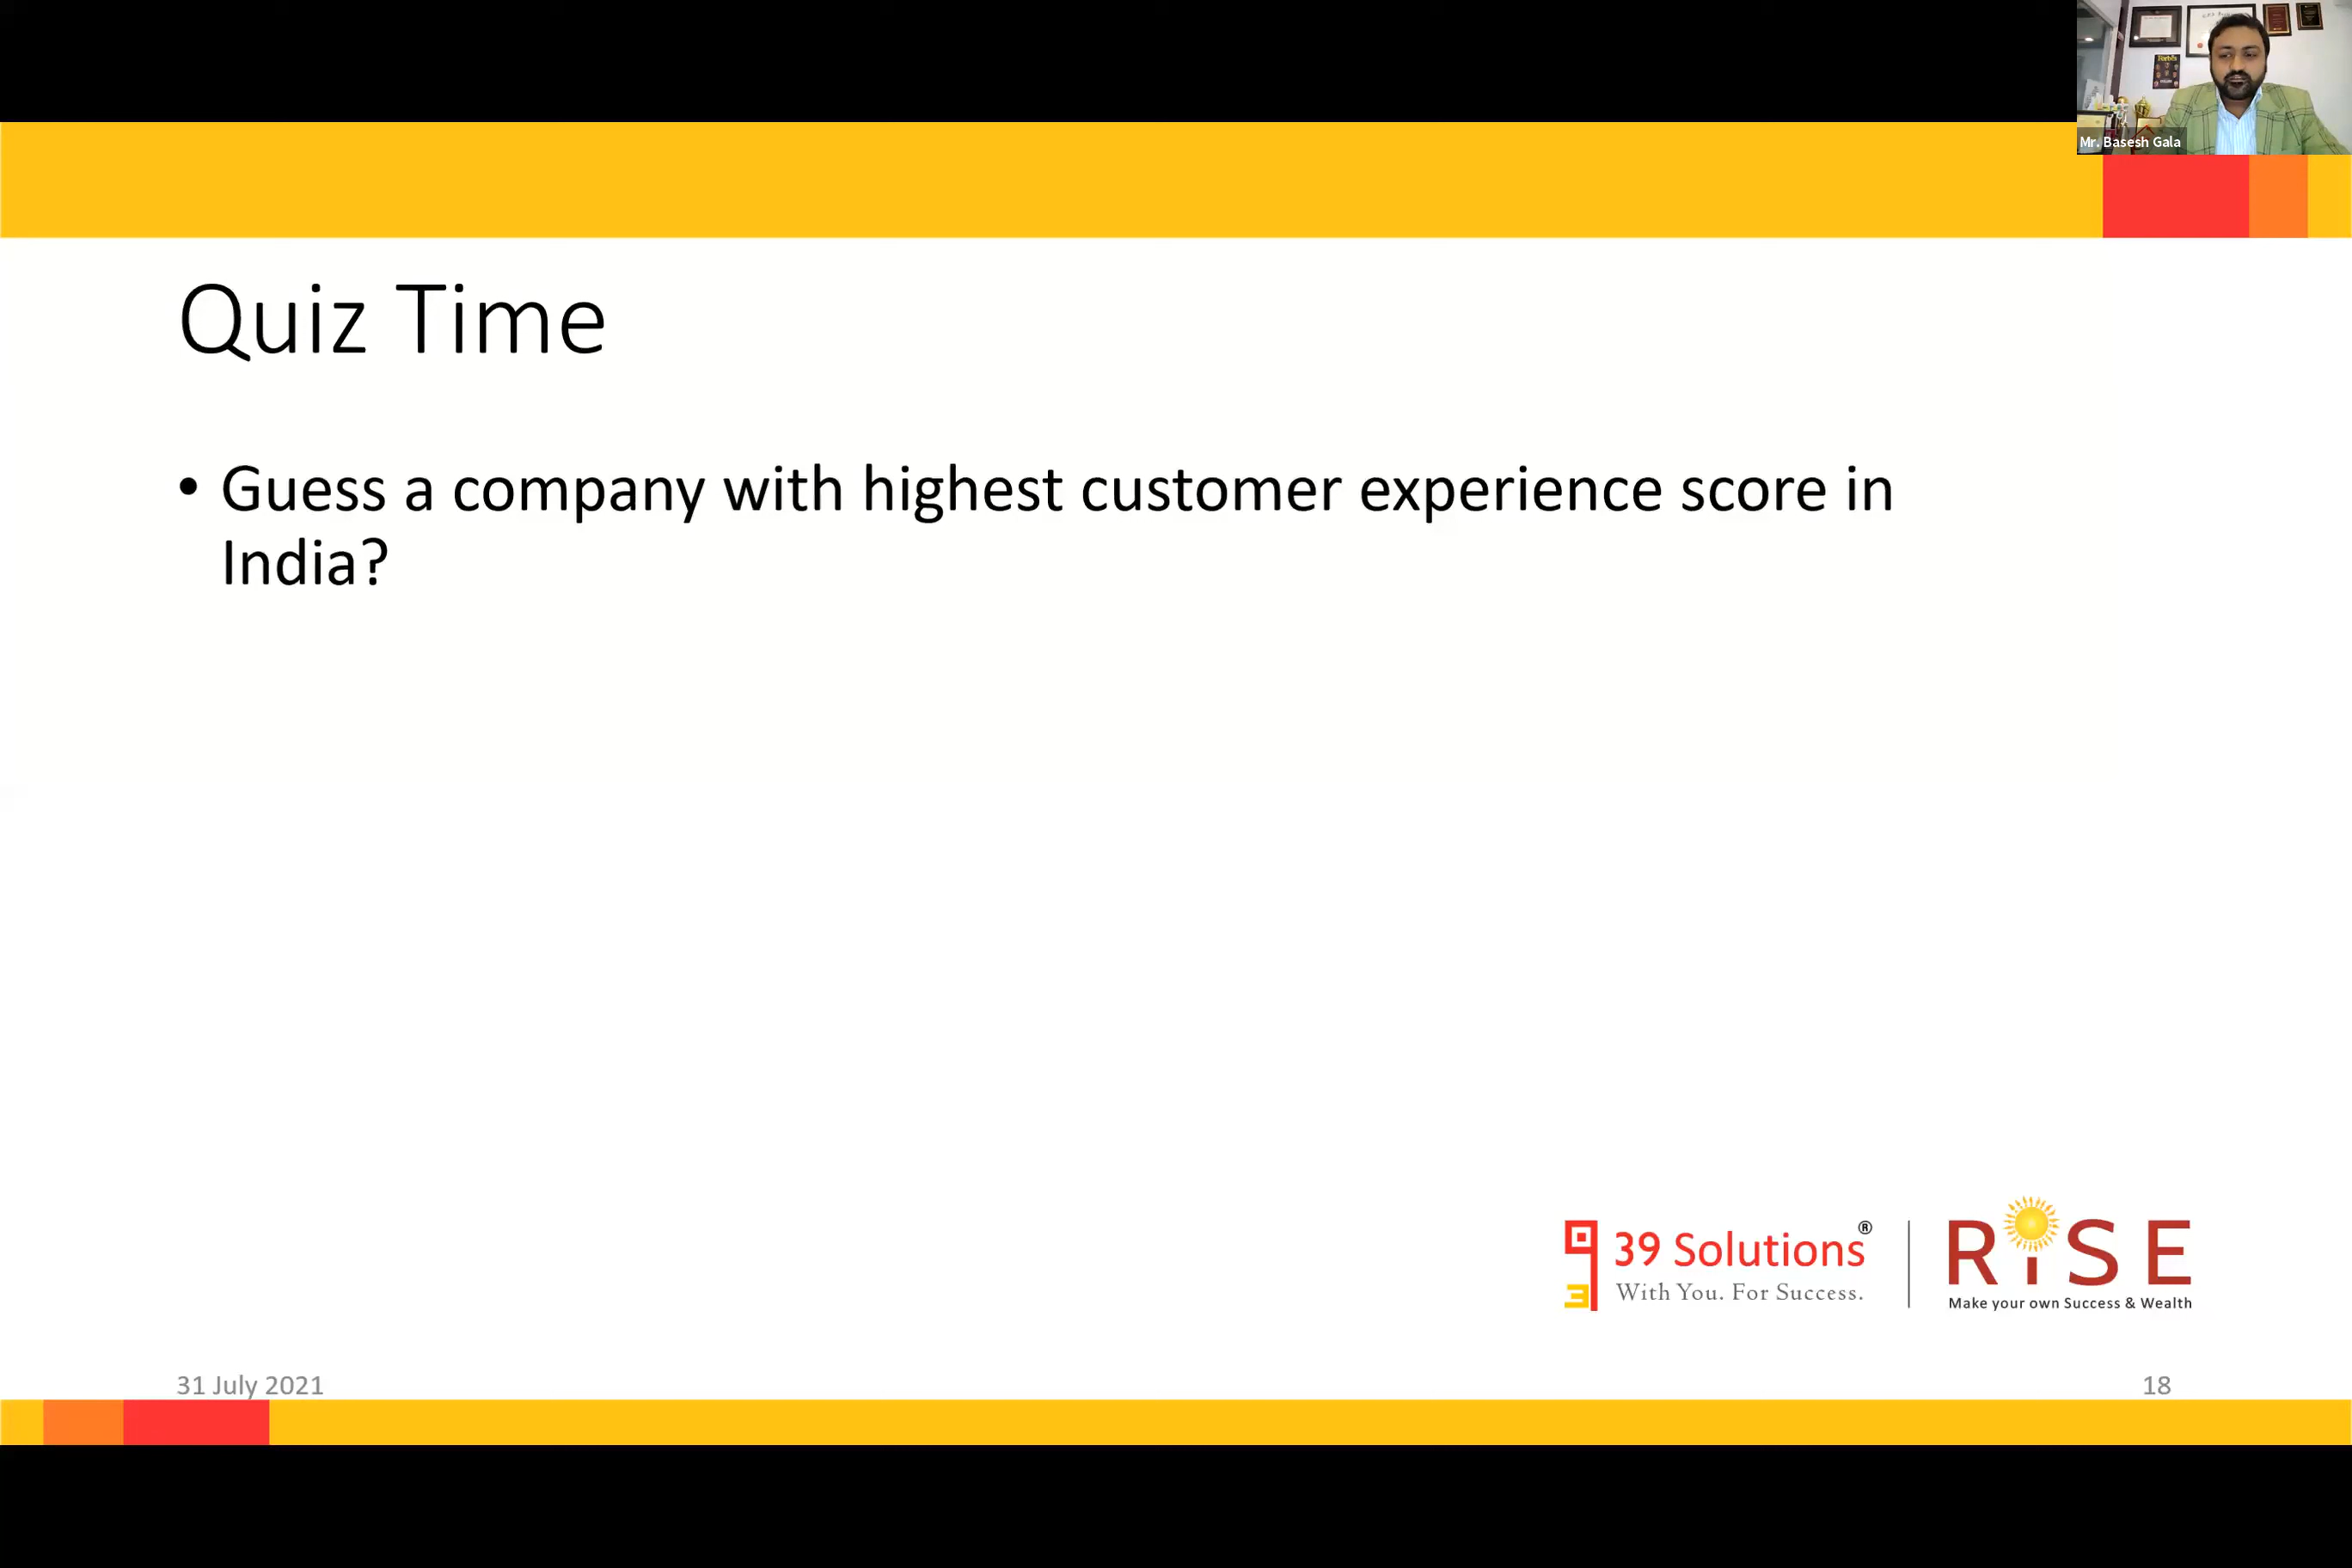 Mr. Basesh Gala
Quiz Time
• Guess a company with highest customer experience score in
India?
39 Solutions®
With You. For Success.
RiSE
Make your own Success & Wealth
31 July 2021
18